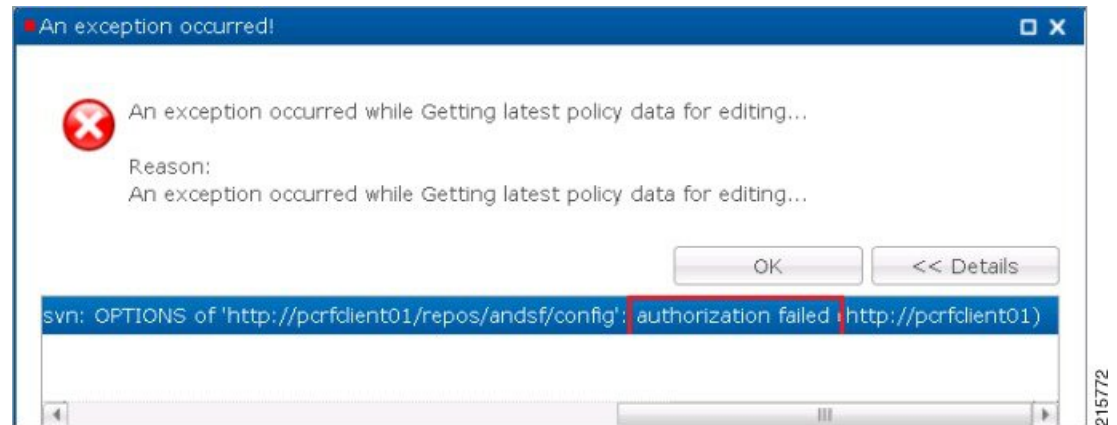 An exception occurred!
An exception occurred while Getting latest policy data for editing...
Reason:
An exception occurred while Getting latest policy data for editing...
OK
<< Details
svn: OPTIONS of 'http://pcrfclient01/repos/andsf/config': authorization failed (http://pcrfclient01)
215772